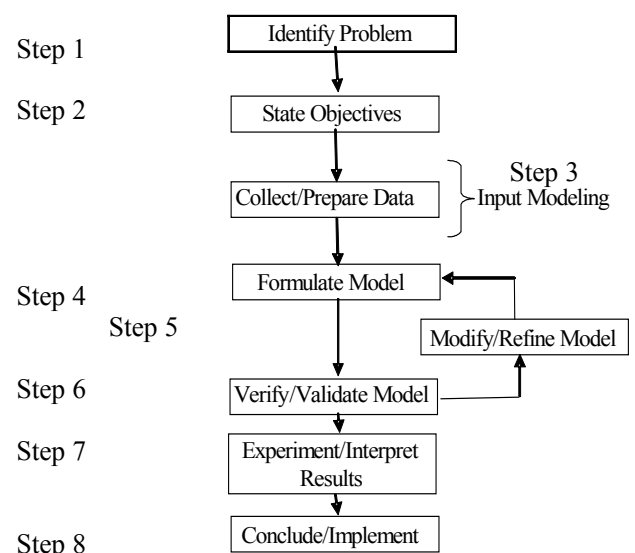 Step 1
Identify Problem
Step 2
State Objectives
Step 3
Collect/Prepare Data
Input Modeling
Step 4
Formulate Model
Step 5
Modify/Refine Model
Step 6
Verify/Validate Model
Step 7
Experiment/Interpret
Results
Step 8
Conclude/Implement